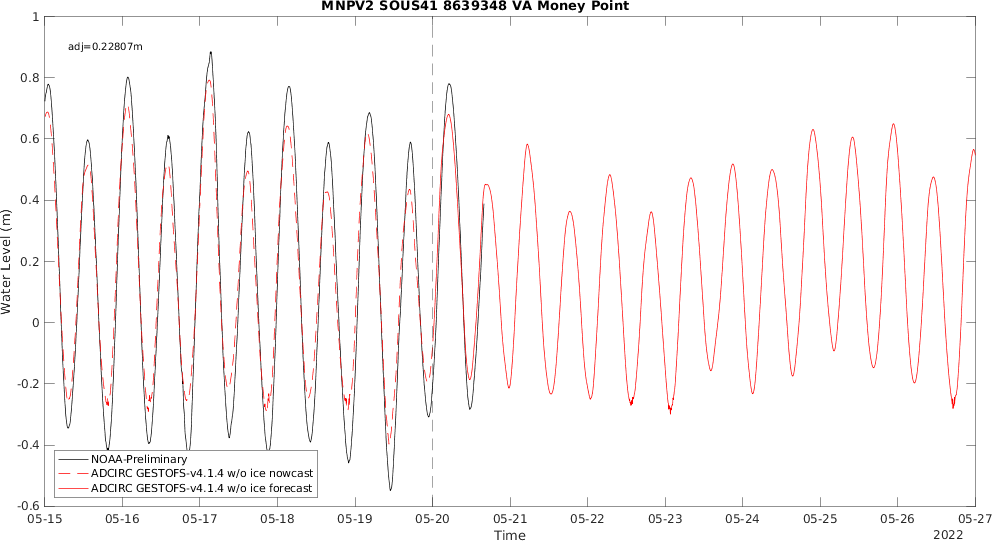 MNPV2 SOUS41 8639348 VA Money Point
adj=0.22807m
1
0.8
0.6
0.4
0.2
0
-0.2
-0.4
-0.6
Water Level (m)
NOAA-Preliminary
ADCIRC GESTOFS-v4.1.4 w/o ice nowcast
ADCIRC GESTOFS-v4.1.4 w/o ice forecast
05-15 05-16 05-17 05-18 05-19 05-20 05-21 05-22 05-23 05-24 05-25 05-26 05-27
Time
2022